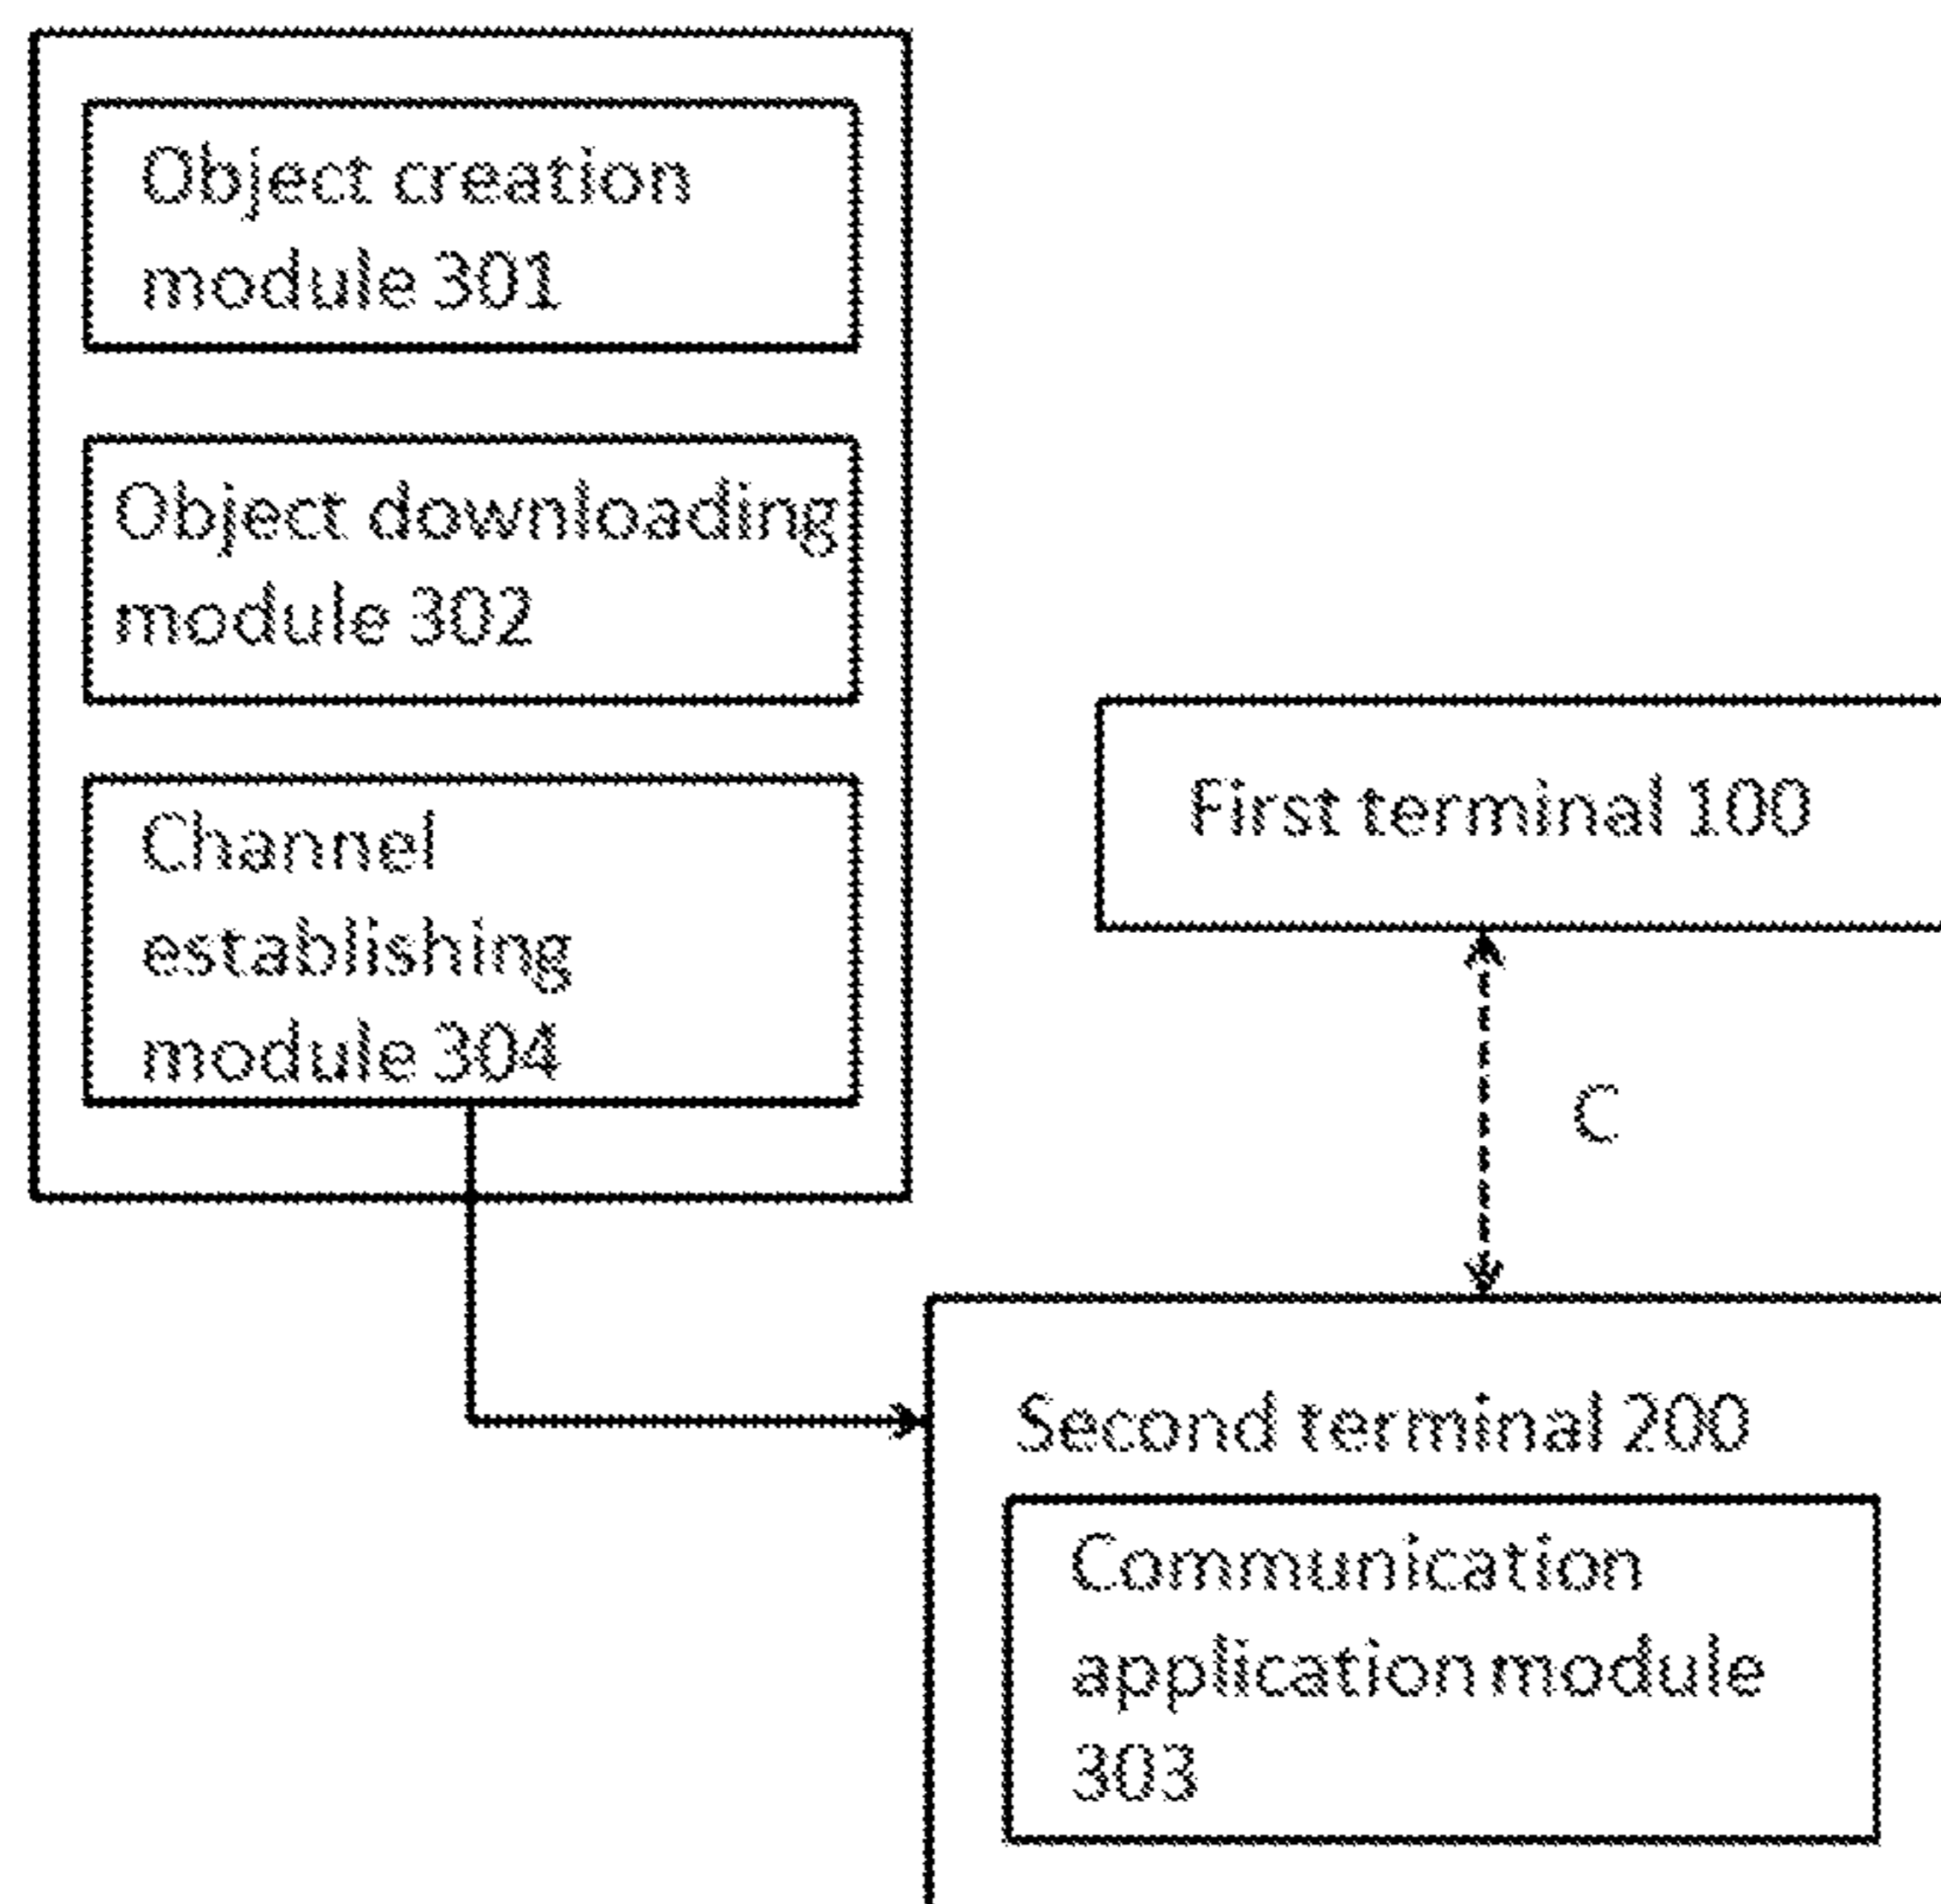 Object creation
module 301
Object downloading
module 302
Channel
establishing
module 304
First terminal 100
C
Second terminal 200
Communication
application module
303